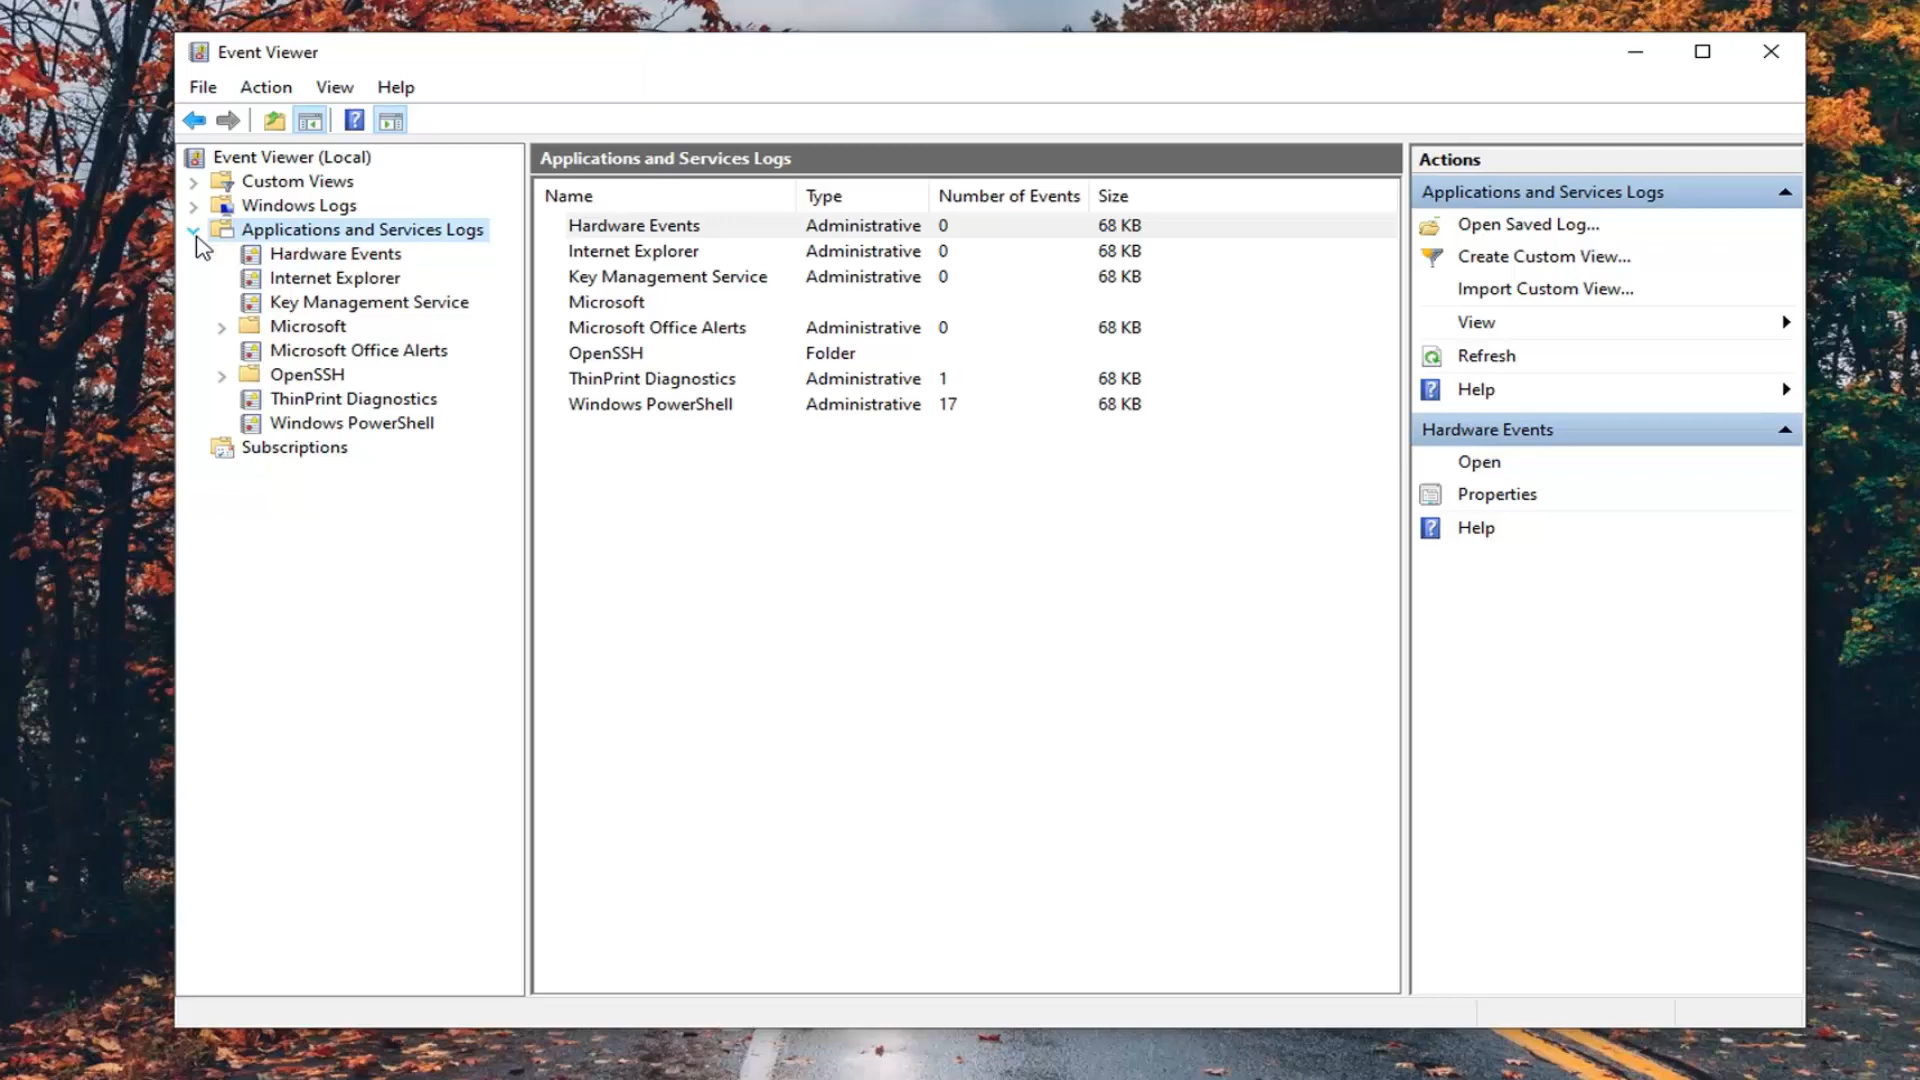 Event Viewer
File Action View Help
Event Viewer (Local)
Custom Views
Windows Logs
Applications and Services Logs
Hardware Events
Internet Explorer
Key Management Service
Microsoft
Microsoft Office Alerts
OpenSSH
ThinPrint Diagnostics
Windows PowerShell
Subscriptions
Applications and Services Logs
Name Type Number of Events Size
Hardware Events Administrative 0 68 KB
Internet Explorer Administrative 0 68 KB
Key Management Service Administrative 0 68 KB
Microsoft
Microsoft Office Alerts Administrative 0 68 KB
OpenSSH Folder
ThinPrint Diagnostics Administrative 1 68 KB
Windows PowerShell Administrative 17 68 KB
Actions
Applications and Services Logs
Open Saved Log...
Create Custom View...
Import Custom View...
View
Refresh
Help
Hardware Events
Open
Properties
Help